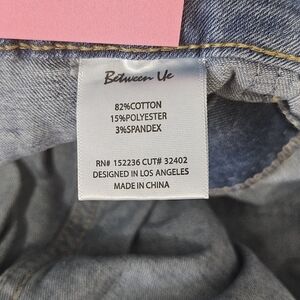 Between Us
82%COTTON
15%POLYESTER
3%SPANDEX
RN# 152236 CUT# 32402
DESIGNED IN LOS ANGELES
MADE IN CHINA